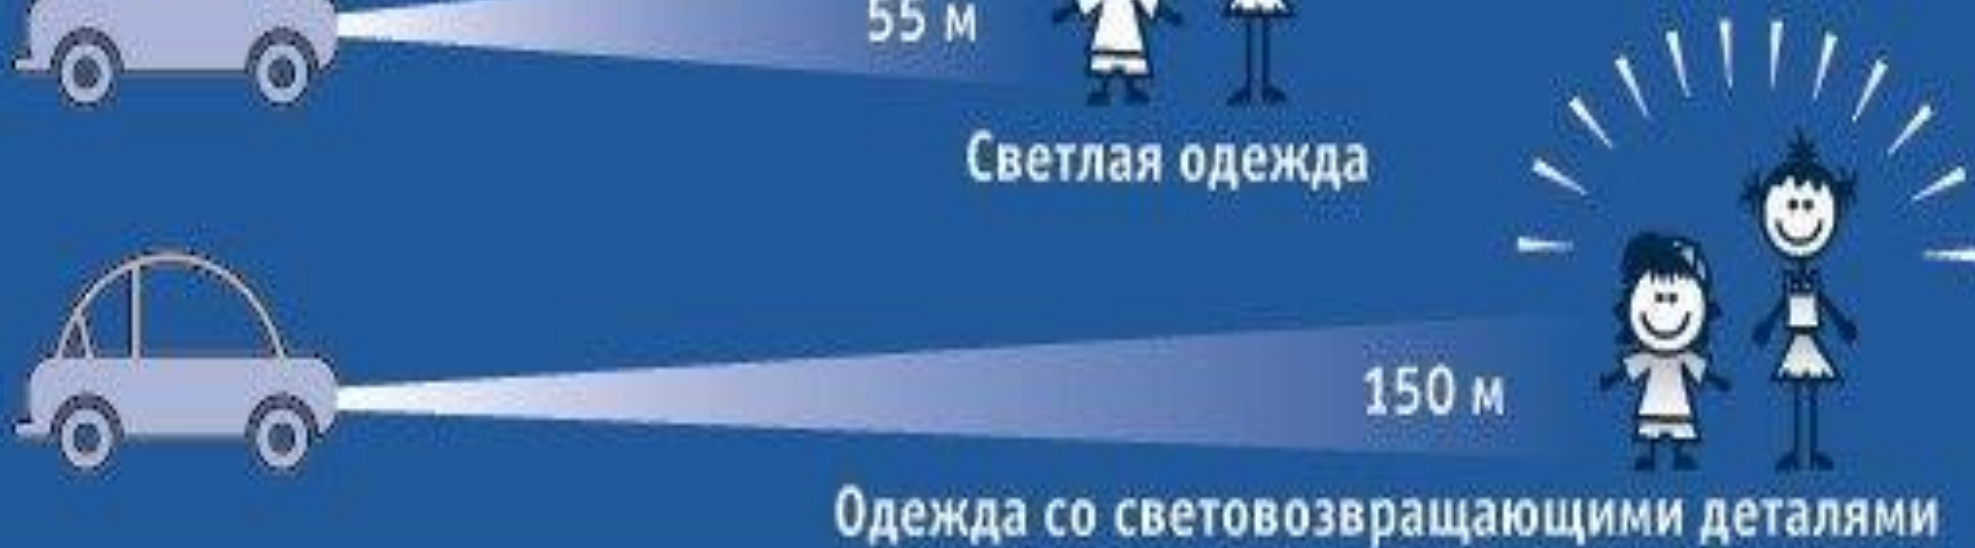 55 м
Светлая одежда
150 м
Одежда со световозвращающими деталями